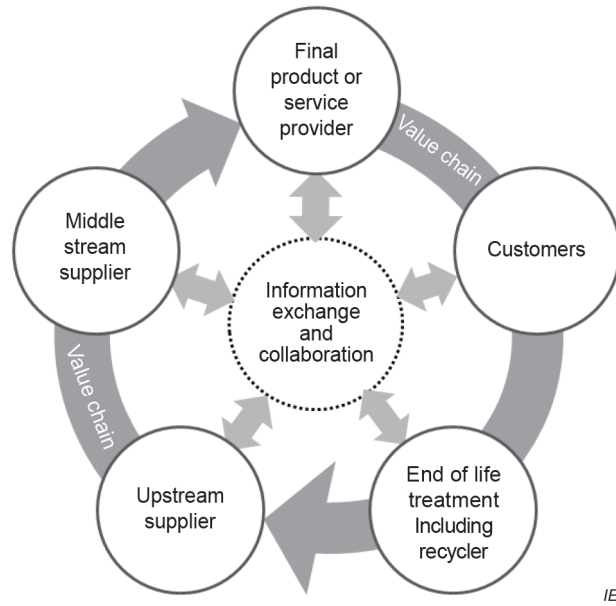 Final
product or
service
provider
Value chain
Customers
Middle
stream
supplier
Information
exchange
and
collaboration
Value chain
Upstream
supplier
End of life
treatment
Including
recycler